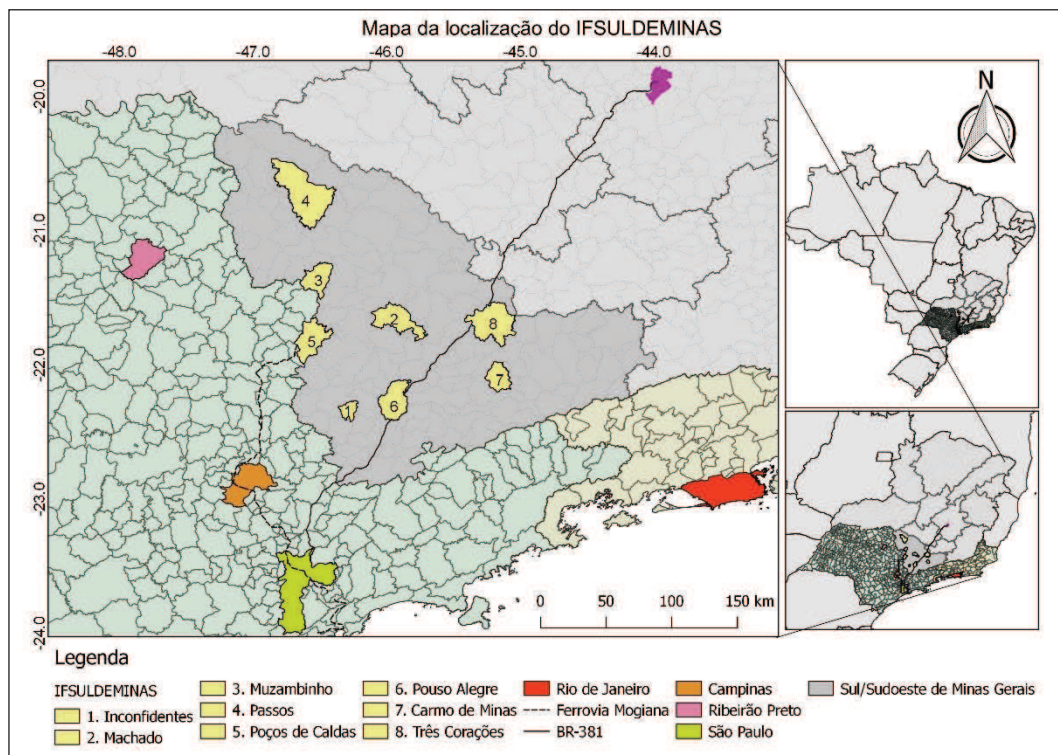 Mapa da localização do IFSULDEMINAS
-48.0 -47.0 -46.0 -45.0 -44.0
-20.0
-21.0
-22.0
-23.0
-24.0
N
4
3
2
8
5
7
1
6
0 50 100 150 km
Legenda
IFSULDEMINAS
1. Inconfidentes
2. Machado
3. Muzambinho
4. Passos
5. Poços de Caldas
6. Pouso Alegre
7. Carmo de Minas
8. Três Corações
Rio de Janeiro
Ferrovia Mogiana
BR-381
Campinas
Ribeirão Preto
São Paulo
Sul/Sudoeste de Minas Gerais